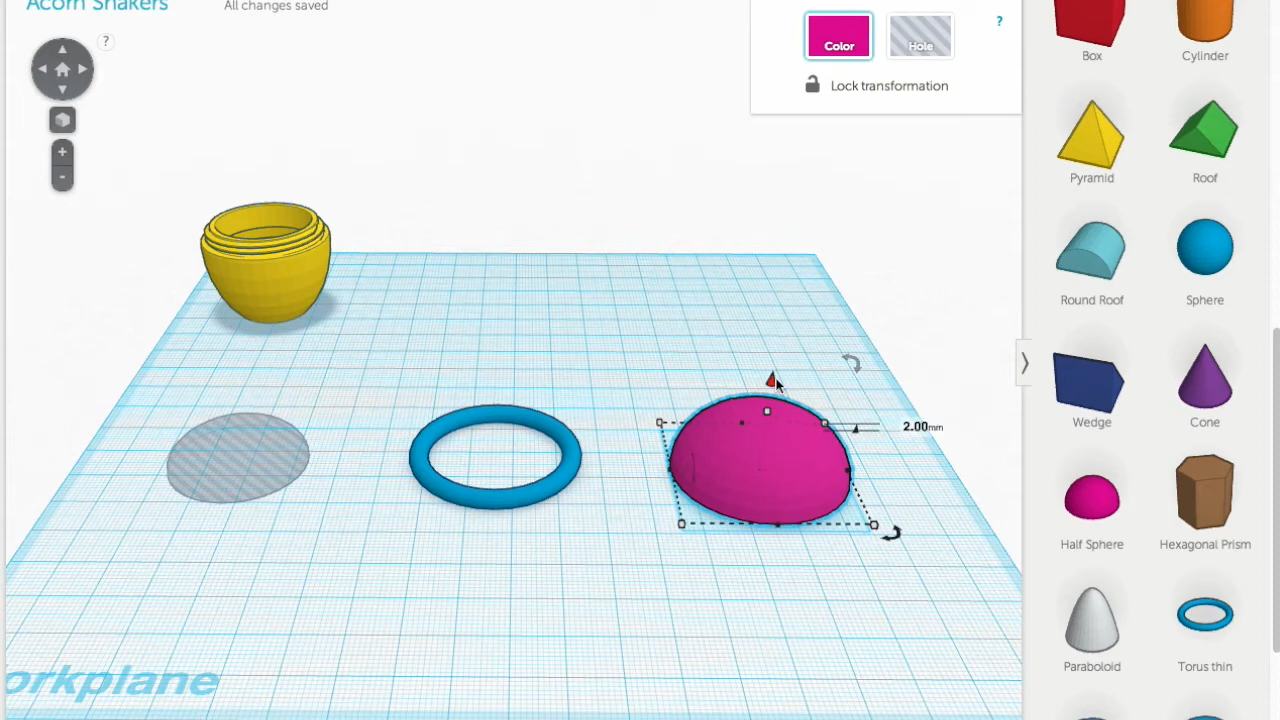 Acorn Shakers
All changes saved
?
Color
Hole
?
Lock transformation
+
-
2.00mm
Box
Cylinder
Pyramid
Roof
Round Roof
Sphere
Wedge
Cone
Half Sphere
Hexagonal Prism
Paraboloid
Torus thin
orkplane